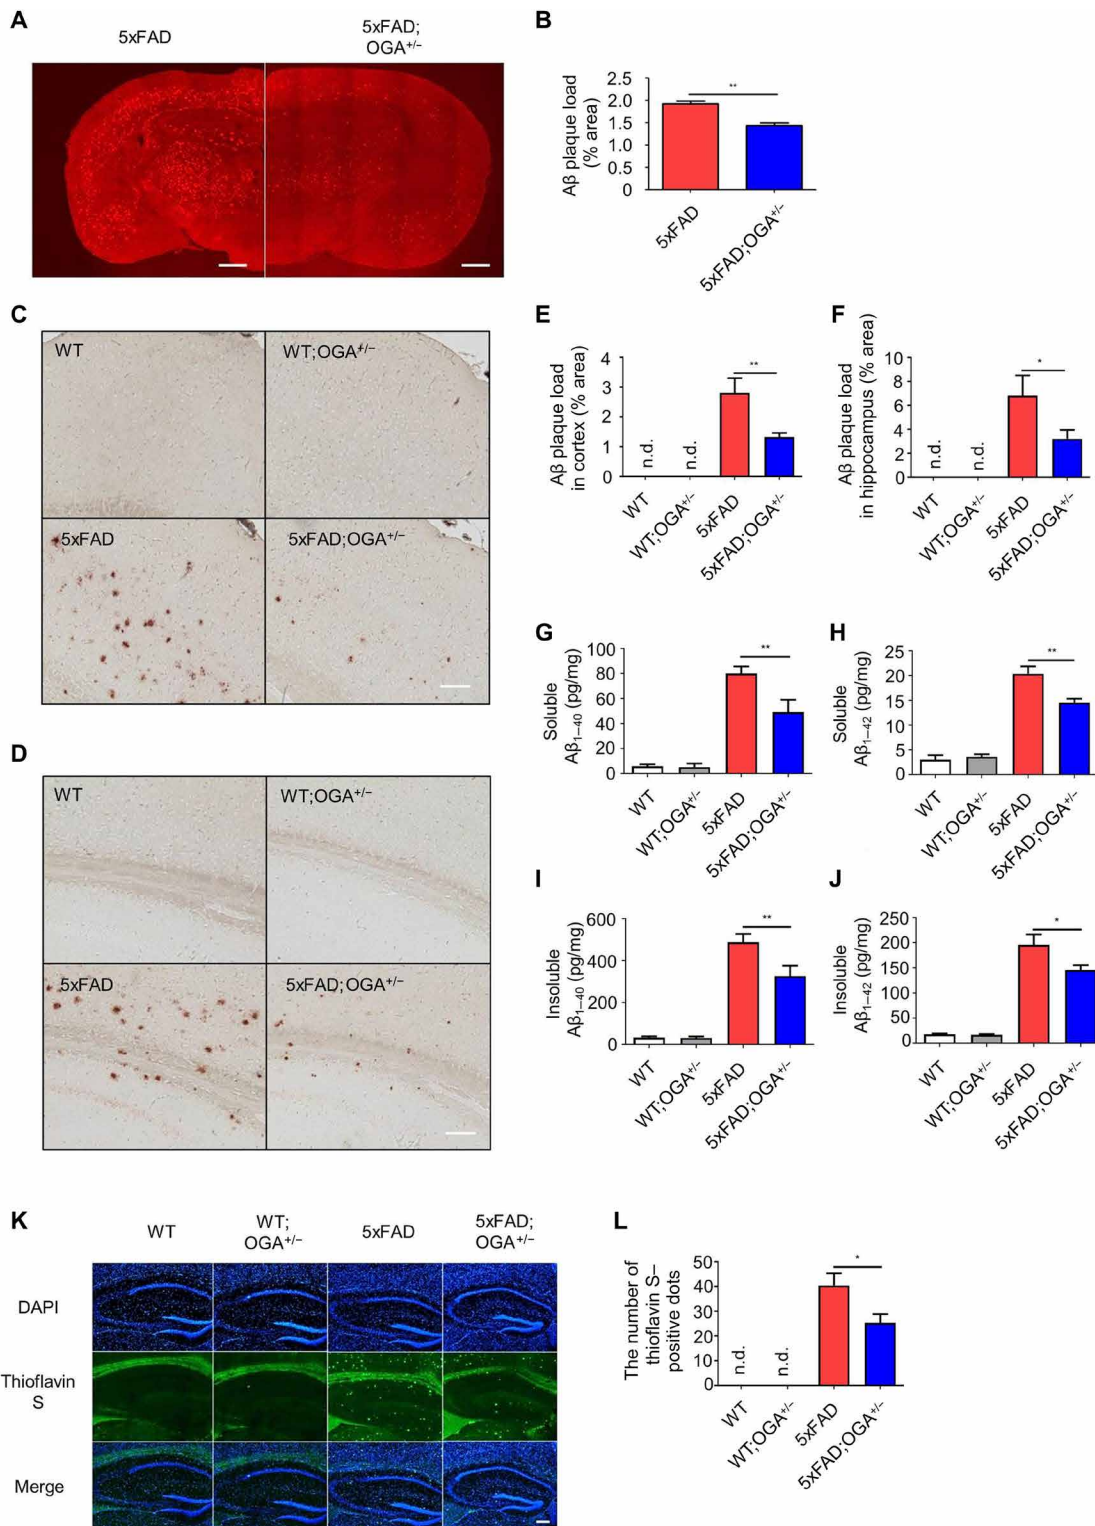 A
5xFAD
5xFAD;
OGA+/−
B
Aβ plaque load
(% area)
2.5
2.0
1.5
1.0
0.5
0
**
5xFAD
5xFAD;OGA+/−
C
WT
WT;OGA+/−
5xFAD
5xFAD;OGA+/−
D
WT
WT;OGA+/−
5xFAD
5xFAD;OGA+/−
E
Aβ plaque load
in cortex (% area)
4
3
2
1
0
n.d.
n.d.
**
WT
WT;OGA+/−
5xFAD
5xFAD;OGA+/−
F
Aβ plaque load
in hippocampus (% area)
10
8
6
4
2
0
n.d.
n.d.
*
WT
WT;OGA+/−
5xFAD
5xFAD;OGA+/−
G
Soluble
Aβ1–40 (pg/mg)
100
80
60
40
20
0
**
WT
WT;OGA+/−
5xFAD
5xFAD;OGA+/−
H
Soluble
Aβ1–42 (pg/mg)
25
20
15
10
5
0
**
WT
WT;OGA+/−
5xFAD
5xFAD;OGA+/−
I
Insoluble
Aβ1–40 (pg/mg)
600
400
200
0
**
WT
WT;OGA+/−
5xFAD
5xFAD;OGA+/−
J
Insoluble
Aβ1–42 (pg/mg)
250
200
150
100
50
0
*
WT
WT;OGA+/−
5xFAD
5xFAD;OGA+/−
K
WT
WT;
OGA+/−
5xFAD
5xFAD;
OGA+/−
DAPI
Thioflavin
S
Merge
L
The number of
thioflavin S–
positive dots
50
40
30
20
10
0
n.d.
n.d.
*
WT
WT;OGA+/−
5xFAD
5xFAD;OGA+/−